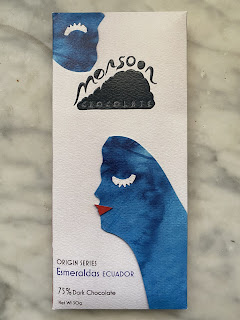 monsoon
CHOCOLATE
ORIGIN SERIES
Esmeraldas ECUADOR
75% Dark Chocolate
Net Wt 50g